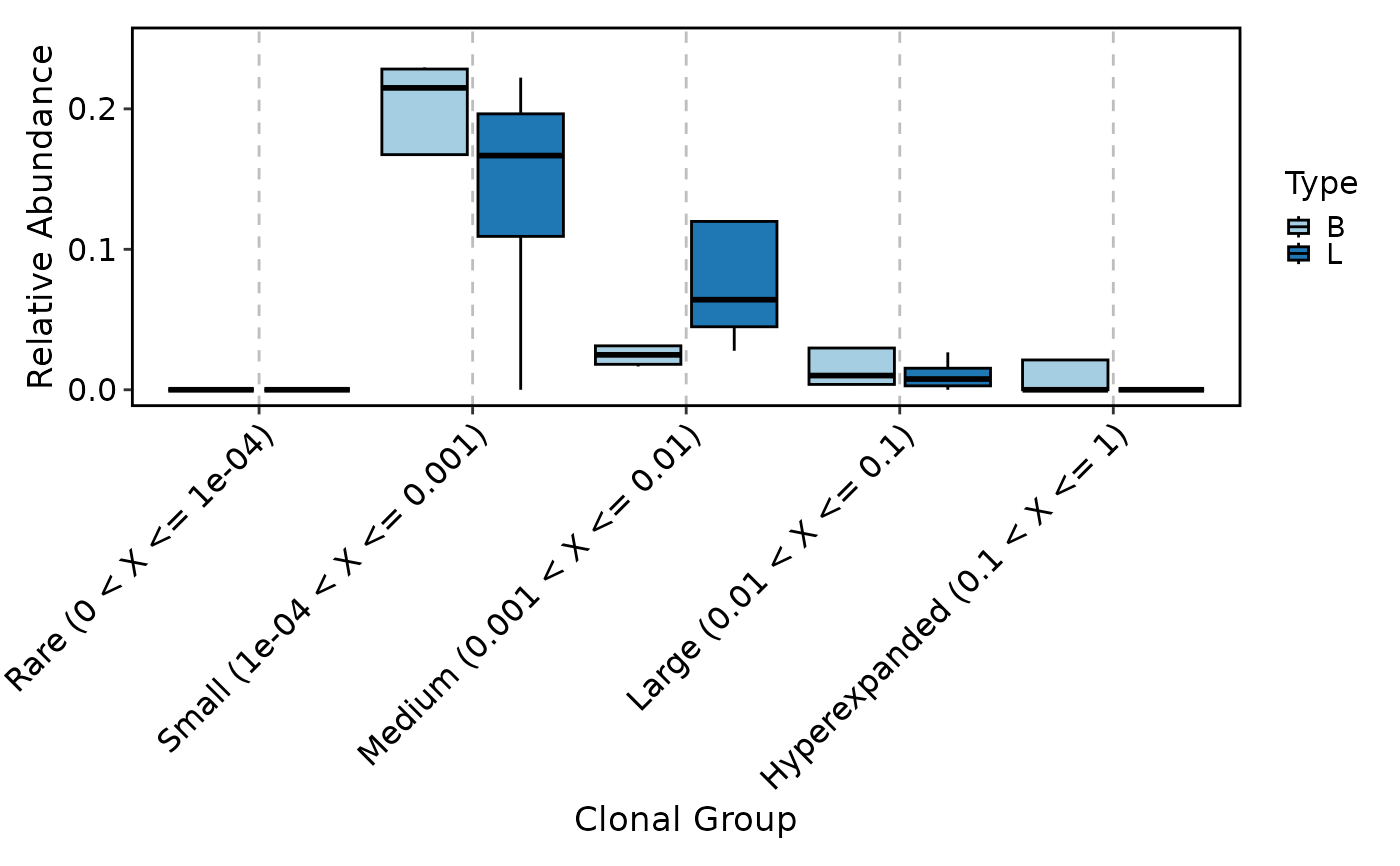 Relative Abundance
0.2
0.1
0.0
Rare (0 < X <= 1e-04)
Small (1e-04 < X <= 0.001)
Medium (0.001 < X <= 0.01)
Large (0.01 < X <= 0.1)
Hyperexpanded (0.1 < X <= 1)
Clonal Group
Type
B
L